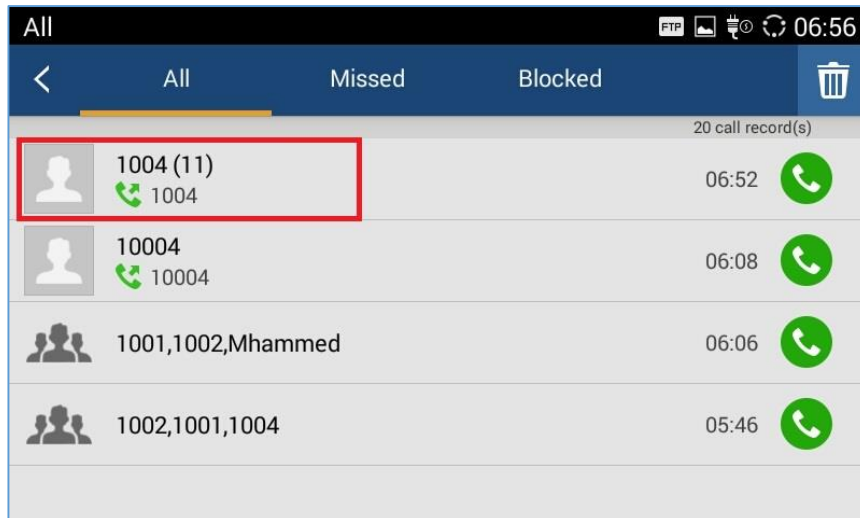 All FTP 06:56
All Missed Blocked
20 call record(s)
1004 (11)
1004 06:52
10004
10004 06:08
1001,1002,Mhammed 06:06
1002,1001,1004 05:46